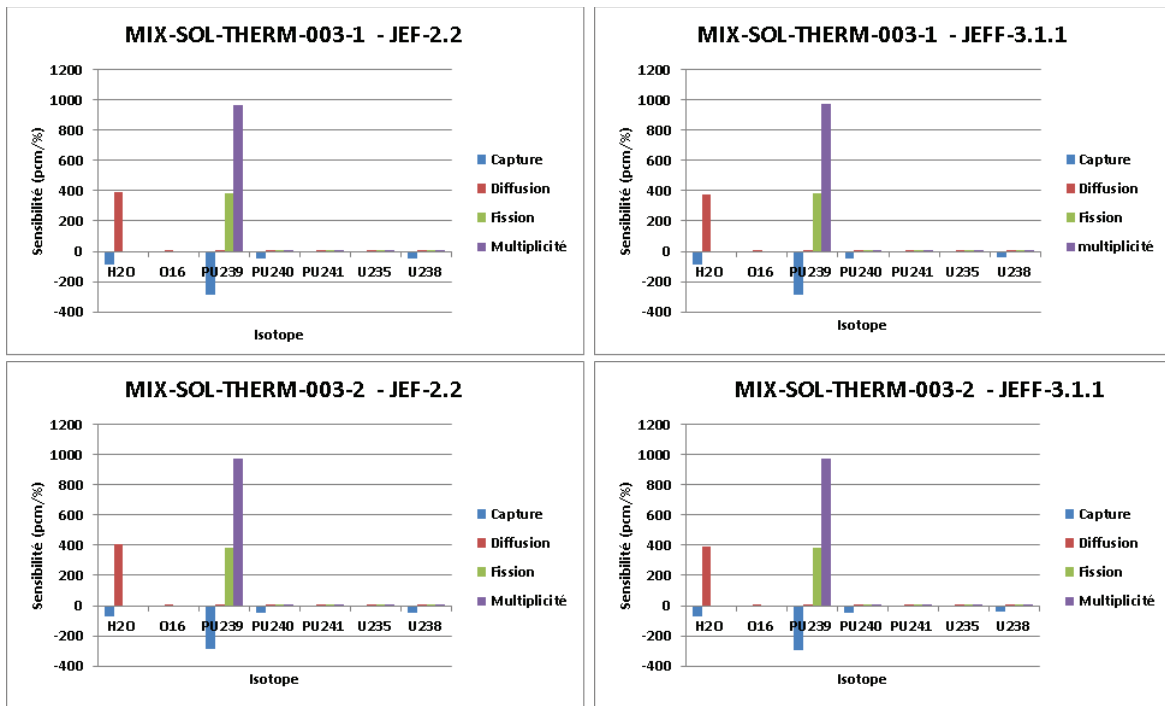 MIX-SOL-THERM-003-1 - JEF-2.2
Sensibilité (pcm/%)
1200
1000
800
600
400
200
0
-200
-400
H2O O16 PU239 PU240 PU241 U235 U238
Isotope
Capture
Diffusion
Fission
Multiplicité
MIX-SOL-THERM-003-1 - JEFF-3.1.1
Sensibilité (pcm/%)
1200
1000
800
600
400
200
0
-200
-400
H2O O16 PU239 PU240 PU241 U235 U238
Isotope
Capture
Diffusion
Fission
multiplicité
MIX-SOL-THERM-003-2 - JEF-2.2
Sensibilité (pcm/%)
1200
1000
800
600
400
200
0
-200
-400
H2O O16 PU239 PU240 PU241 U235 U238
Isotope
Capture
Diffusion
Fission
Multiplicité
MIX-SOL-THERM-003-2 - JEFF-3.1.1
Sensibilité (pcm/%)
1200
1000
800
600
400
200
0
-200
-400
H2O O16 PU239 PU240 PU241 U235 U238
Isotope
Capture
Diffusion
Fission
Multiplicité